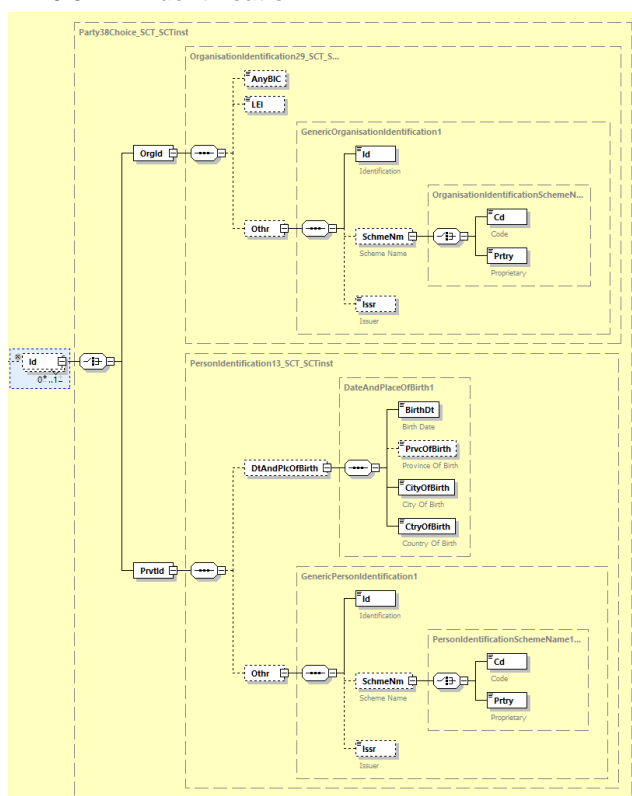 Party38Choice_SCT_SCTinst
OrganisationIdentification29_SCT_S...
AnyBIC
LEI
GenericOrganisationIdentification1
Id
Identification
OrgId
OrganisationIdentificationSchemeN...
Cd
Code
Othr
SchmeNm
Scheme Name
Prtry
Proprietary
Issr
Issuer
Id
0*..1
PersonIdentification13_SCT_SCTinst
DateAndPlaceOfBirth1
BirthDt
Birth Date
PrvcOfBirth
Province Of Birth
DtAndPlcOfBirth
CityOfBirth
City Of Birth
CtryOfBirth
Country Of Birth
PrvtId
GenericPersonIdentification1
Id
Identification
PersonIdentificationSchemeName1...
Cd
Code
Othr
SchmeNm
Scheme Name
Prtry
Proprietary
Issr
Issuer